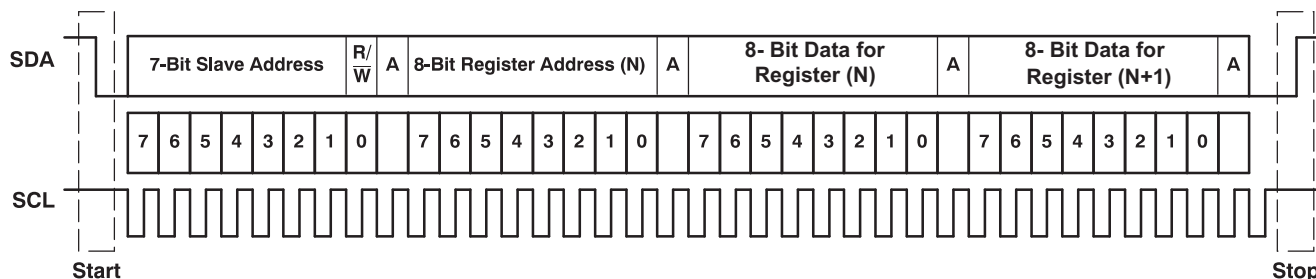 SDA
7-Bit Slave Address
R/
W
A
8-Bit Register Address (N)
A
8- Bit Data for
Register (N)
A
8- Bit Data for
Register (N+1)
A
7 6 5 4 3 2 1 0 7 6 5 4 3 2 1 0 7 6 5 4 3 2 1 0 7 6 5 4 3 2 1 0
SCL
Start
Stop